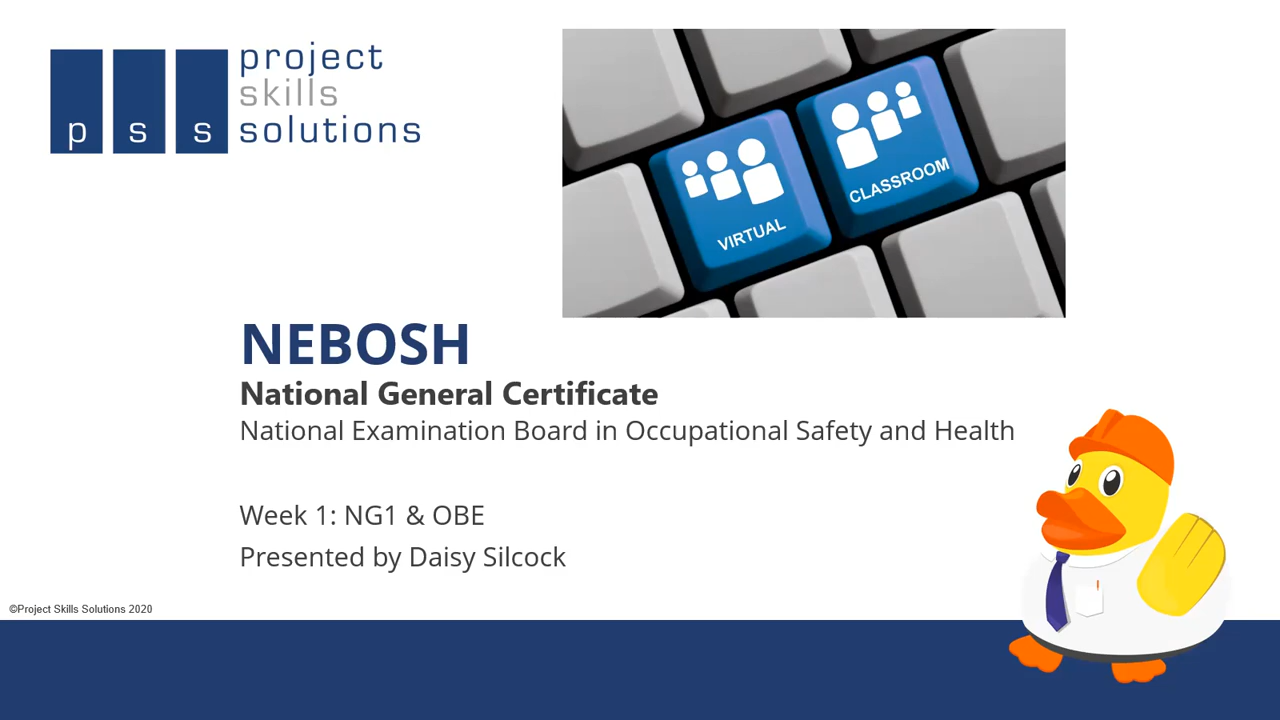 project
skills
solutions
p s s
VIRTUAL
CLASSROOM
NEBOSH
National General Certificate
National Examination Board in Occupational Safety and Health
Week 1: NG1 & OBE
Presented by Daisy Silcock
©Project Skills Solutions 2020